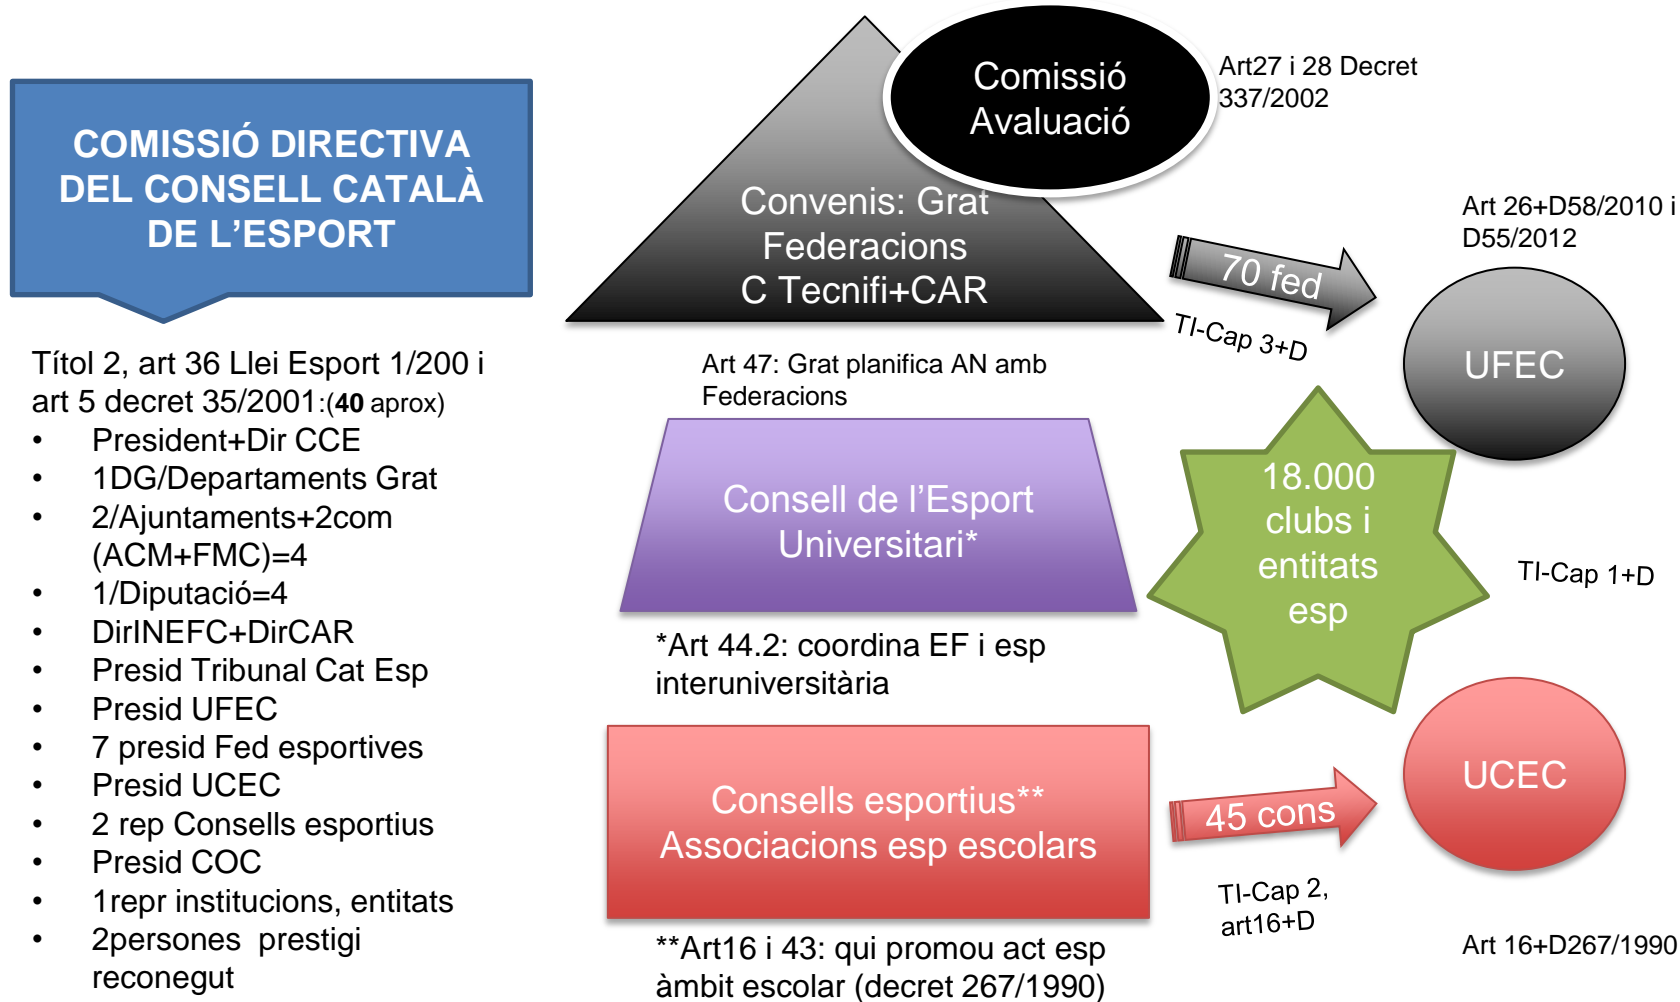 COMISSIÓ DIRECTIVA
DEL CONSELL CATALÀ
DE L’ESPORT
Títol 2, art 36 Llei Esport 1/200 i
art 5 decret 35/2001:(40 aprox)
• President+Dir CCE
• 1DG/Departaments Grat
• 2/Ajuntaments+2com
(ACM+FMC)=4
• 1/Diputació=4
• DirINEFC+DirCAR
• Presid Tribunal Cat Esp
• Presid UFEC
• 7 presid Fed esportives
• Presid UCEC
• 2 rep Consells esportius
• Presid COC
• 1repr institucions, entitats
• 2persones prestigi
reconegut
Comissió
Avaluació
Art27 i 28 Decret
337/2002
Convenis: Grat
Federacions
C Tecnifi+CAR
Art 47: Grat planifica AN amb
Federacions
70 fed
TI-Cap 3+D
Art 26+D58/2010 i
D55/2012
UFEC
Consell de l’Esport
Universitari*
*Art 44.2: coordina EF i esp
interuniversitària
18.000
clubs i
entitats
esp
TI-Cap 1+D
Consells esportius**
Associacions esp escolars
**Art16 i 43: qui promou act esp
àmbit escolar (decret 267/1990)
45 cons
TI-Cap 2,
art16+D
UCEC
Art 16+D267/1990